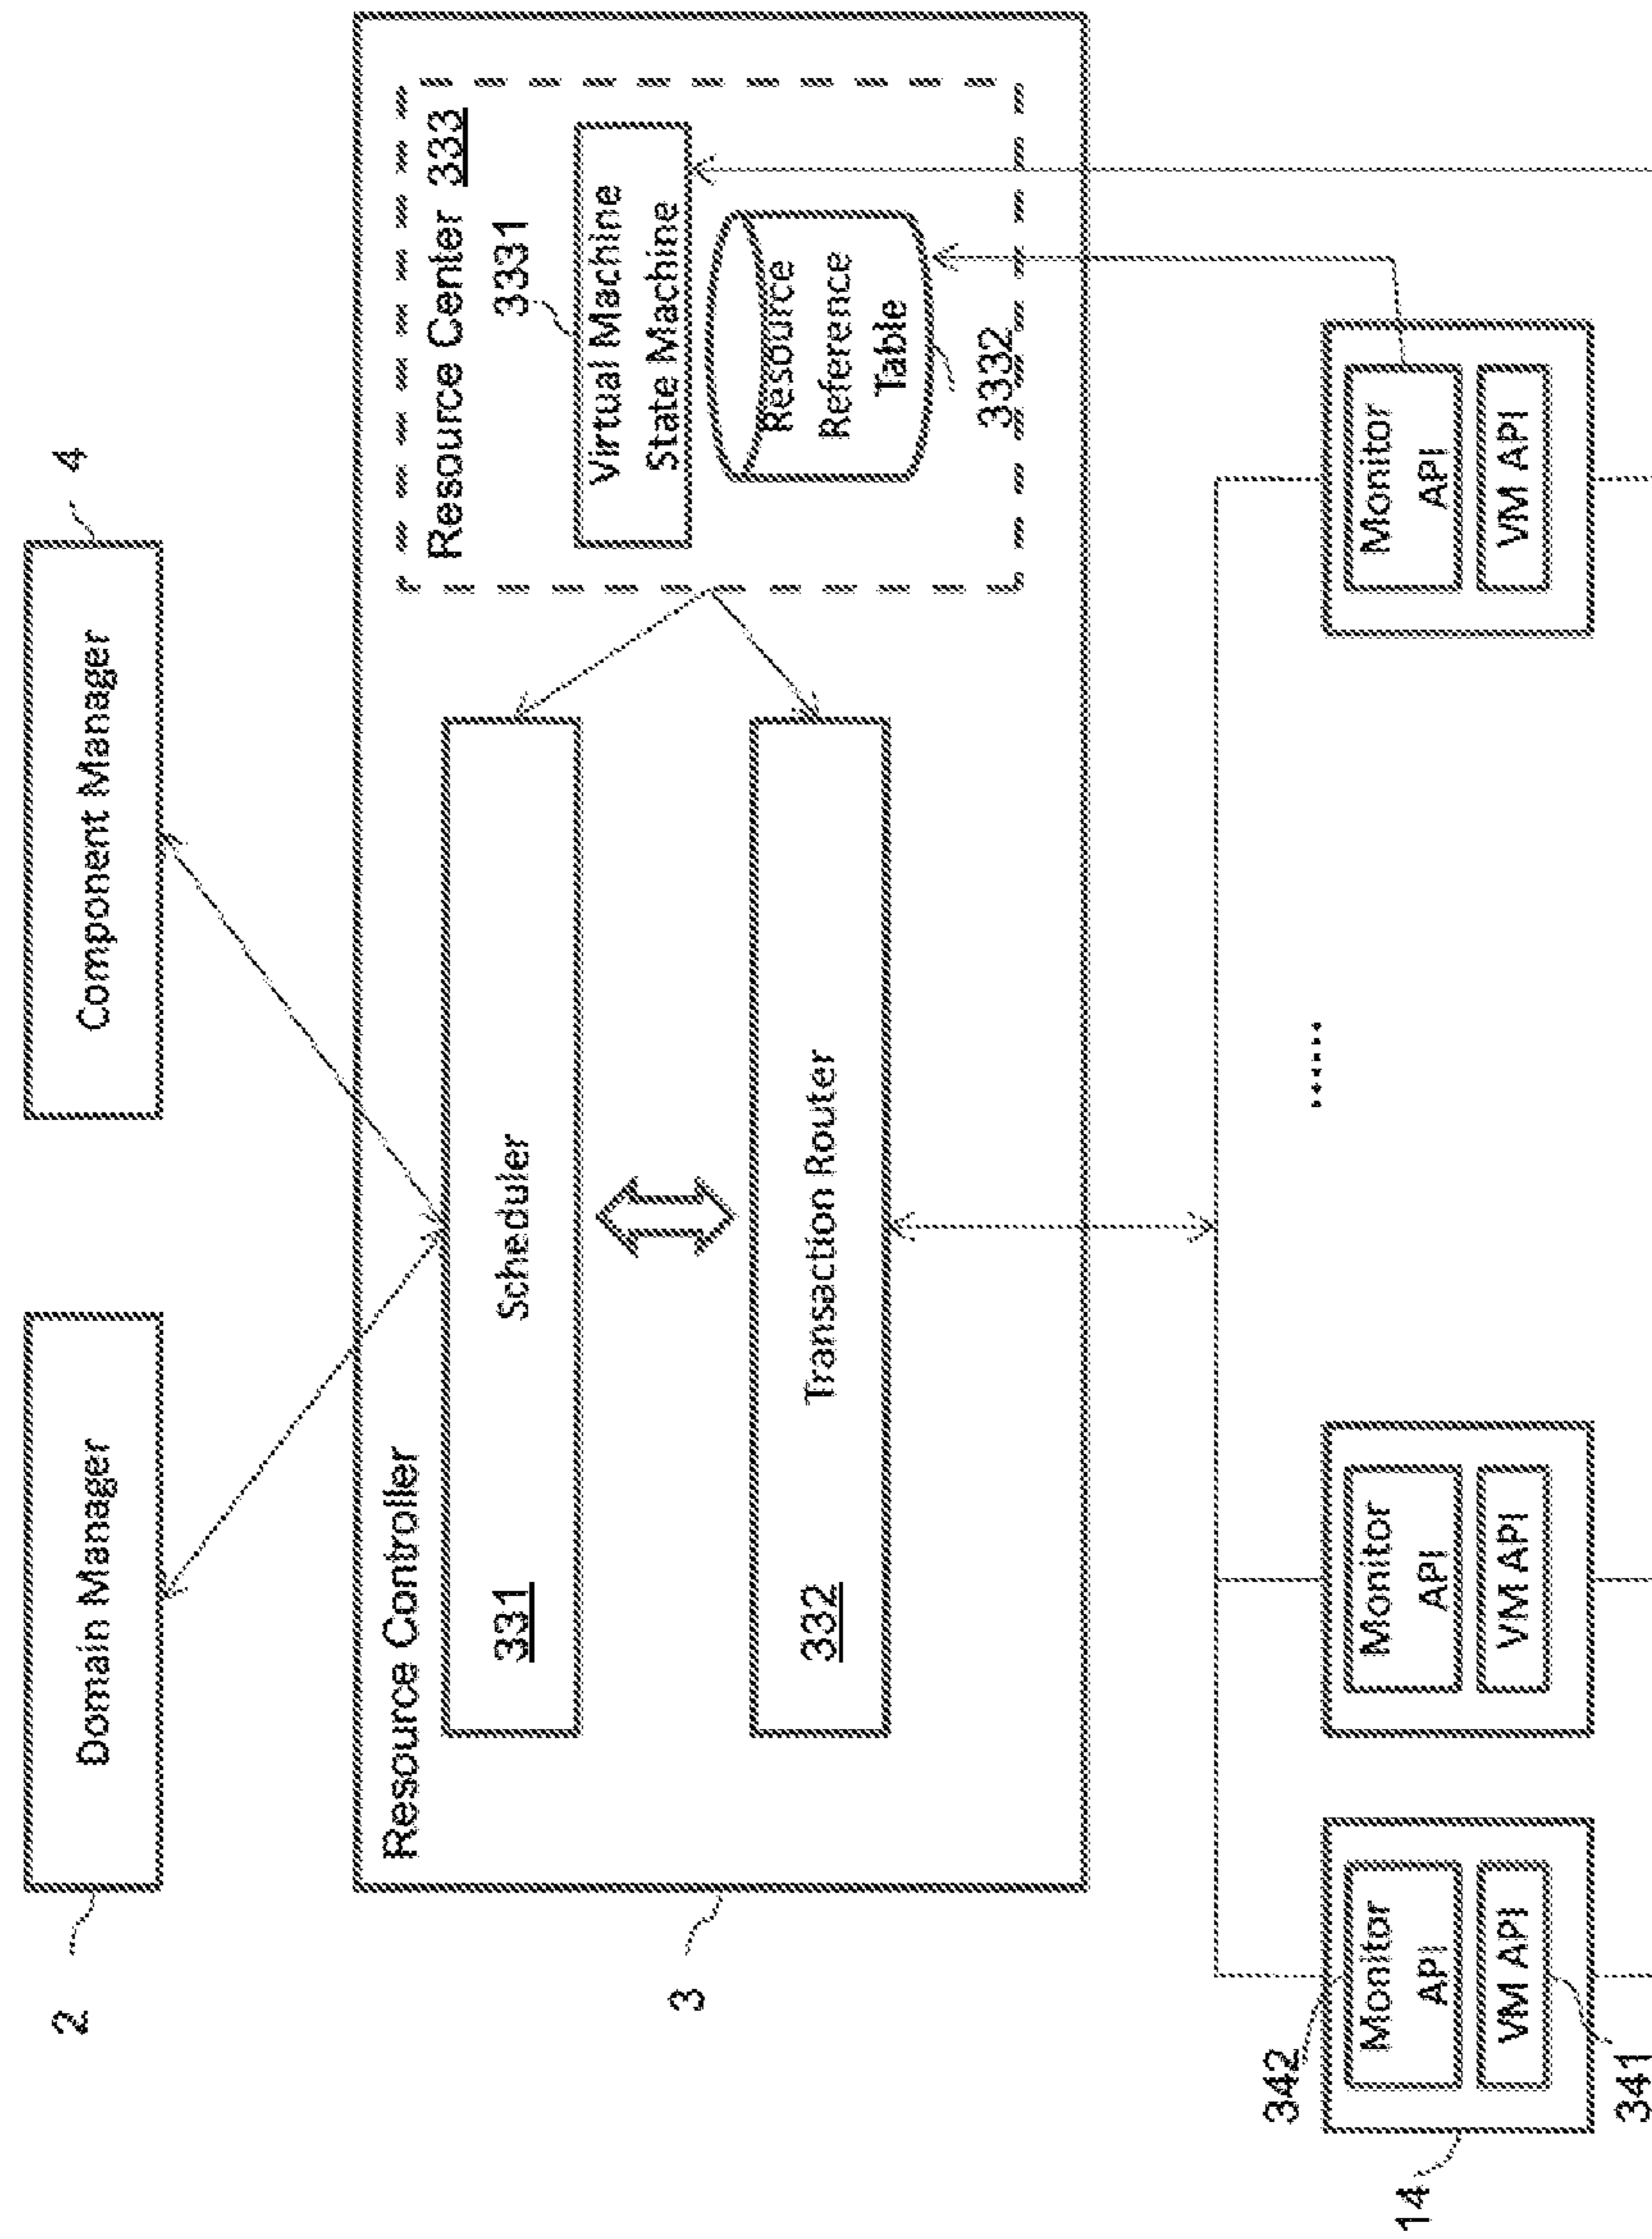 2
Domain Manager
Component Manager
4
Resource Controller
3
331
Scheduler
332
Transaction Router
Resource Center 333
3331
Virtual Machine
State Machine
Resource
Reference
Table
3332
......
342
Monitor
API
VM API
341
14
Monitor
API
VM API
Monitor
API
VM API